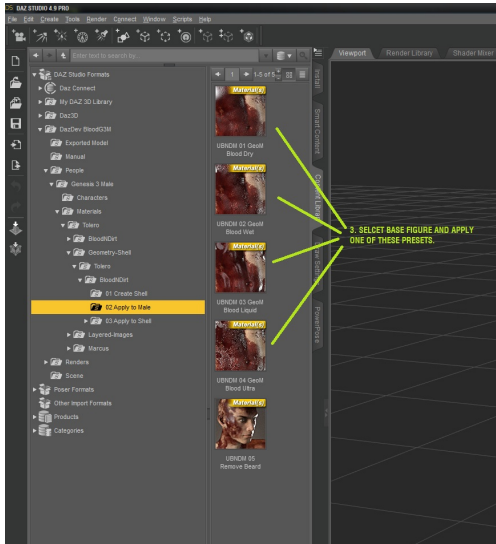 DAZ STUDIO 4.9 PRO
File Edit Create Tools Render Connect Window Scripts Help
Enter text to search by...
Viewport Render Library Shader Mixer
DAZ Studio Formats
1 1-5 of 5
Daz Connect
My DAZ 3D Library
Daz3D
DazDev BloodG3M
Exported Model
Manual
People
Genesis 3 Male
Characters
Materials
Tolero
BloodNDirt
Geometry-Shell
Tolero
BloodNDirt
01 Create Shell
02 Apply to Male
03 Apply to Shell
Layered-Images
Marcus
Renders
Scene
Poser Formats
Other Import Formats
Products
Categories
Material(s)
UBNDM 01 GeoM
Blood Dry
Material(s)
UBNDM 02 GeoM
Blood Wet
Material(s)
UBNDM 03 GeoM
Blood Liquid
Material(s)
UBNDM 04 GeoM
Blood Ultra
Material(s)
UBNDM 05
Remove Beard
Install
Smart Content
Content Library
Draw Settings
PowerPose
3. SELCET BASE FIGURE AND APPLY
ONE OF THESE PRESETS.